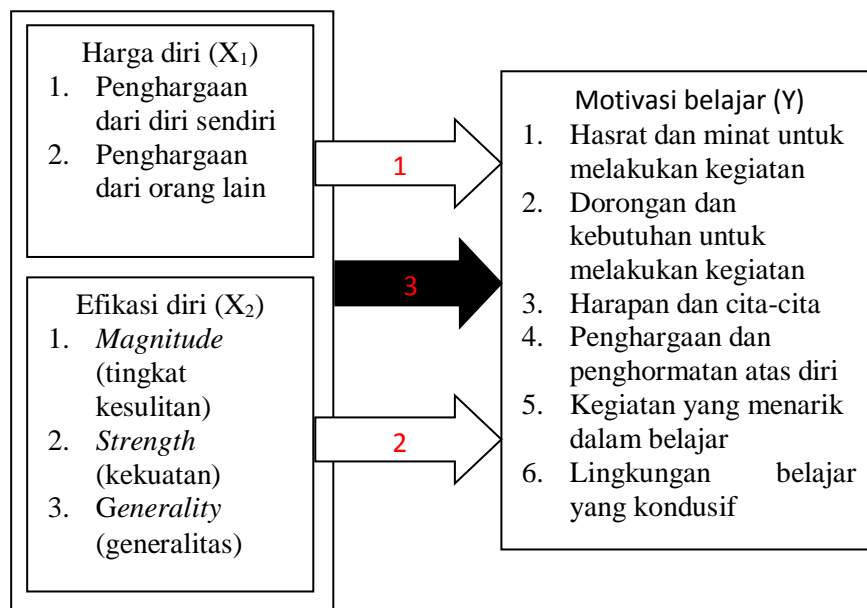 Harga diri (X₁)
1. Penghargaan
dari diri sendiri
2. Penghargaan
dari orang lain
Efikasi diri (X₂)
1. Magnitude
(tingkat
kesulitan)
2. Strength
(kekuatan)
3. Generality
(generalitas)
1
3
2
Motivasi belajar (Y)
1. Hasrat dan minat untuk
melakukan kegiatan
2. Dorongan dan
kebutuhan untuk
melakukan kegiatan
3. Harapan dan cita-cita
4. Penghargaan dan
penghormatan atas diri
5. Kegiatan yang menarik
dalam belajar
6. Lingkungan belajar
yang kondusif